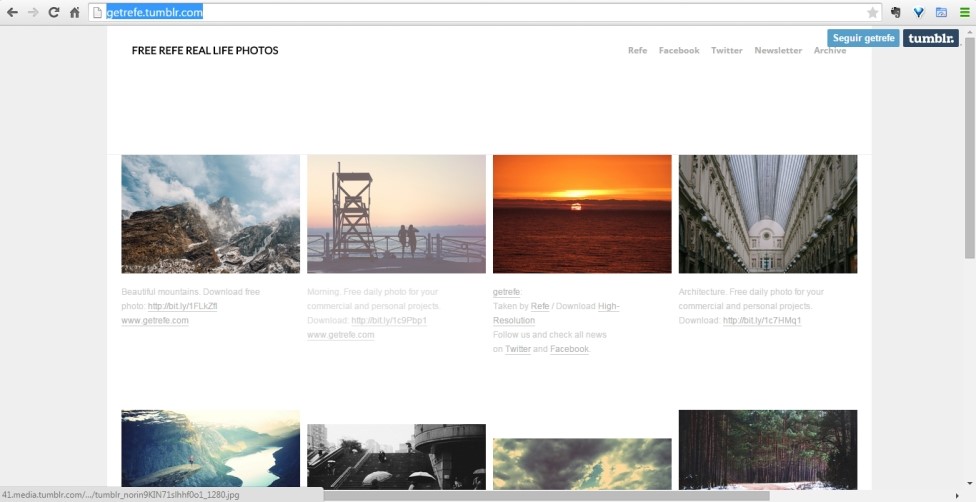 getrefe.tumblr.com
Seguir getrefe
tumblr.
FREE REFE REAL LIFE PHOTOS
Refe Facebook Twitter Newsletter Archive
Beautiful mountains. Download free
photo: http://bit.ly/1FLkZfl
www.getrefe.com
Morning. Free daily photo for your
commercial and personal projects.
Download: http://bit.ly/1c9Pbp1
www.getrefe.com
getrefe:
Taken by Refe / Download High-
Resolution
Follow us and check all news
on Twitter and Facebook.
Architecture. Free daily photo for your
commercial and personal projects.
Download: http://bit.ly/1c7HMq1
41.media.tumblr.com/.../tumblr_norin9KIN71slhhf0o1_1280.jpg